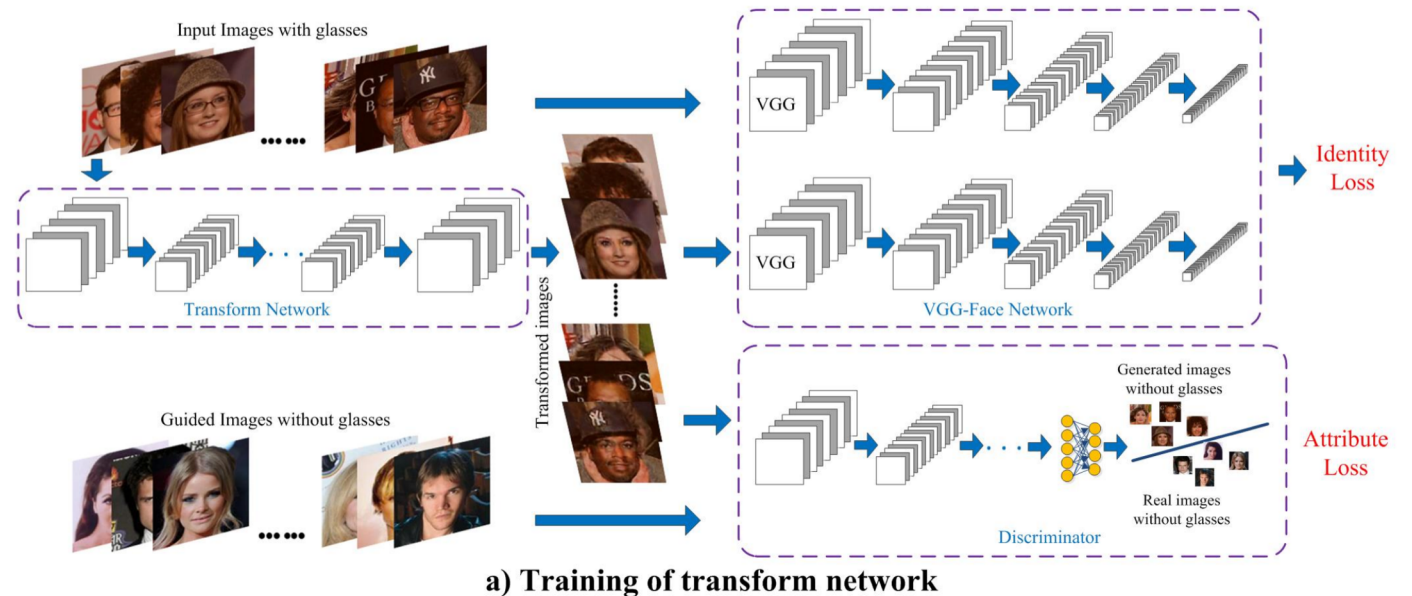 Input Images with glasses
VGG
Identity
Loss
VGG
Transform Network
VGG-Face Network
Transformed images
Generated images
without glasses
Guided Images without glasses
Attribute
Loss
Real images
without glasses
Discriminator
a) Training of transform network